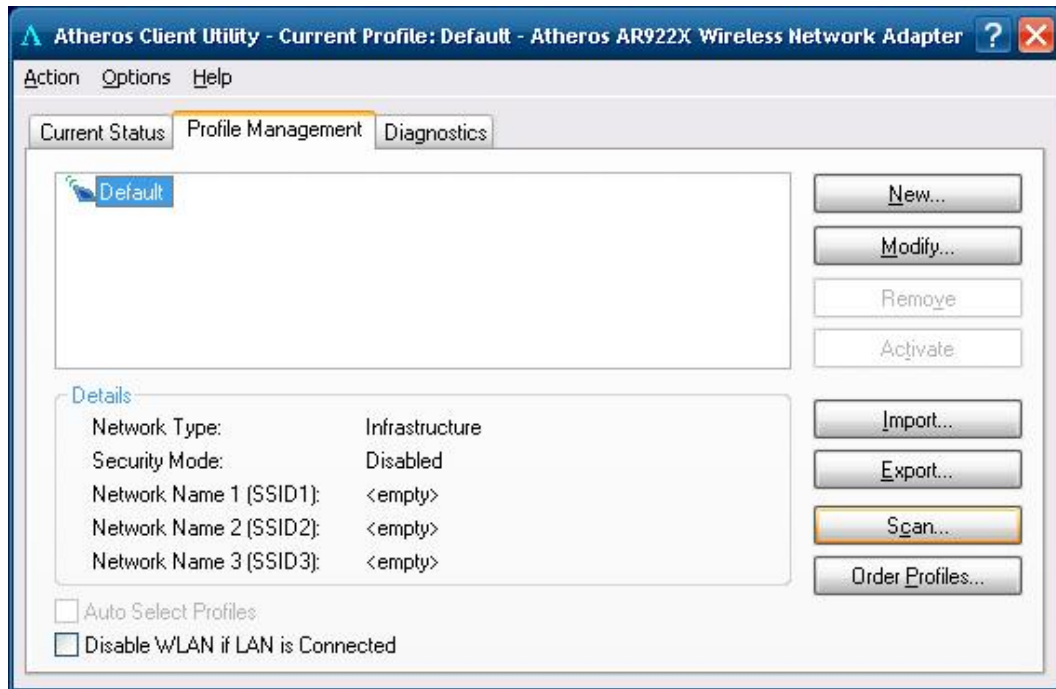 Atheros Client Utility - Current Profile: Default - Atheros AR922X Wireless Network Adapter
Action Options Help
Current Status Profile Management Diagnostics
Default
New...
Modify...
Remove
Activate
Details
Network Type: Infrastructure
Security Mode: Disabled
Network Name 1 (SSID1): <empty>
Network Name 2 (SSID2): <empty>
Network Name 3 (SSID3): <empty>
Import...
Export...
Scan...
Order Profiles...
Auto Select Profiles
Disable WLAN if LAN is Connected